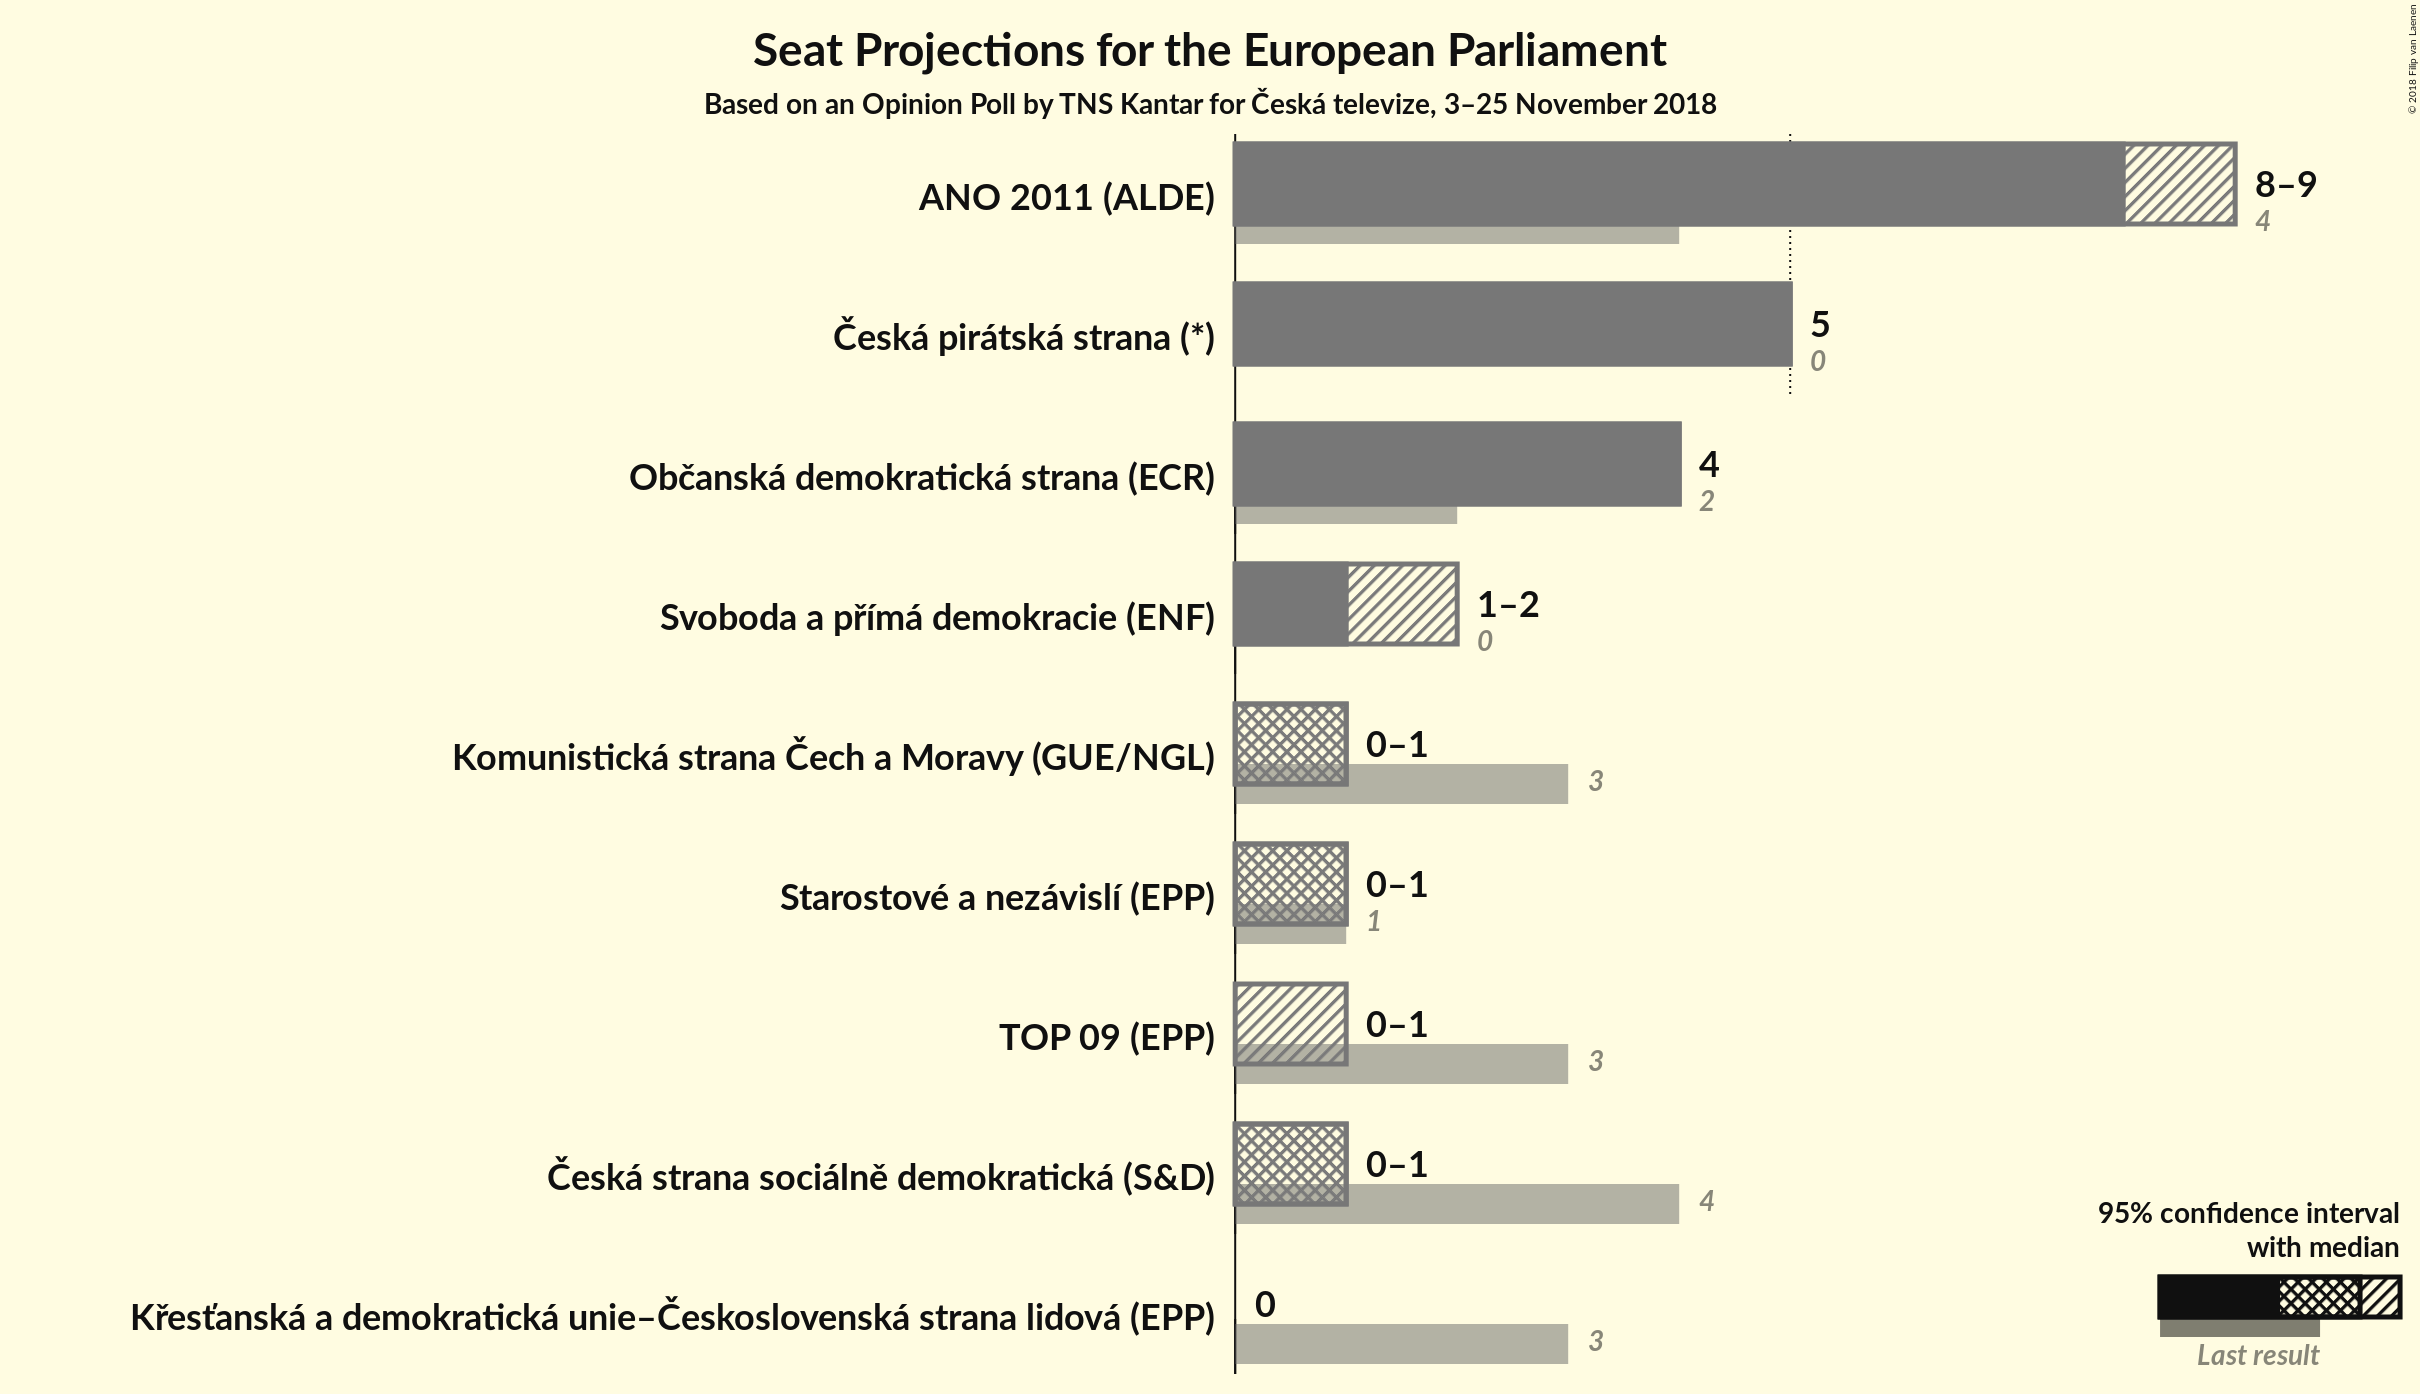 Seat Projections for the European Parliament
Based on an Opinion Poll by TNS Kantar for Česká televize, 3–25 November 2018
© 2018 Filip van Laenen
ANO 2011 (ALDE)
8–9
4
Česká pirátská strana (*)
5
0
Občanská demokratická strana (ECR)
4
2
Svoboda a přímá demokracie (ENF)
1–2
0
Komunistická strana Čech a Moravy (GUE/NGL)
0–1
3
Starostové a nezávislí (EPP)
0–1
1
TOP 09 (EPP)
0–1
3
Česká strana sociálně demokratická (S&D)
0–1
4
Křesťanská a demokratická unie–Československá strana lidová (EPP)
0
3
95% confidence interval
with median
Last result